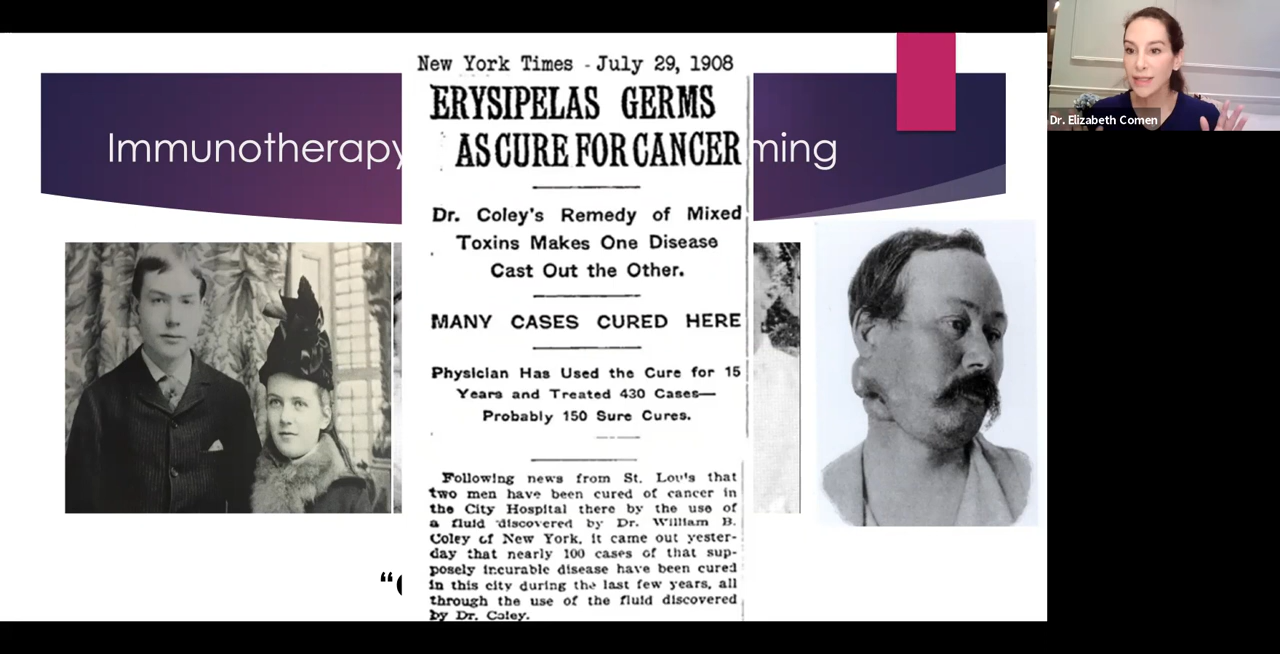 New York Times - July 29, 1908
ERYSIPELAS GERMS
AS CURE FOR CANCER
Immunotherapy
ming
Dr. Coley's Remedy of Mixed
Toxins Makes One Disease
Cast Out the Other.
MANY CASES CURED HERE
Physician Has Used the Cure for 15
Years and Treated 430 Cases—
Probably 150 Sure Cures.
Following news from St. Louis that
two men have been cured of cancer in
the City Hospital there by the use of
a fluid discovered by Dr. William B.
Coley of New York, it came out yester-
day that nearly 100 cases of that sup-
posely incurable disease have been cured
in this city during the last few years, all
through the use of the fluid discovered
by Dr. Coley.
Dr. Elizabeth Comen